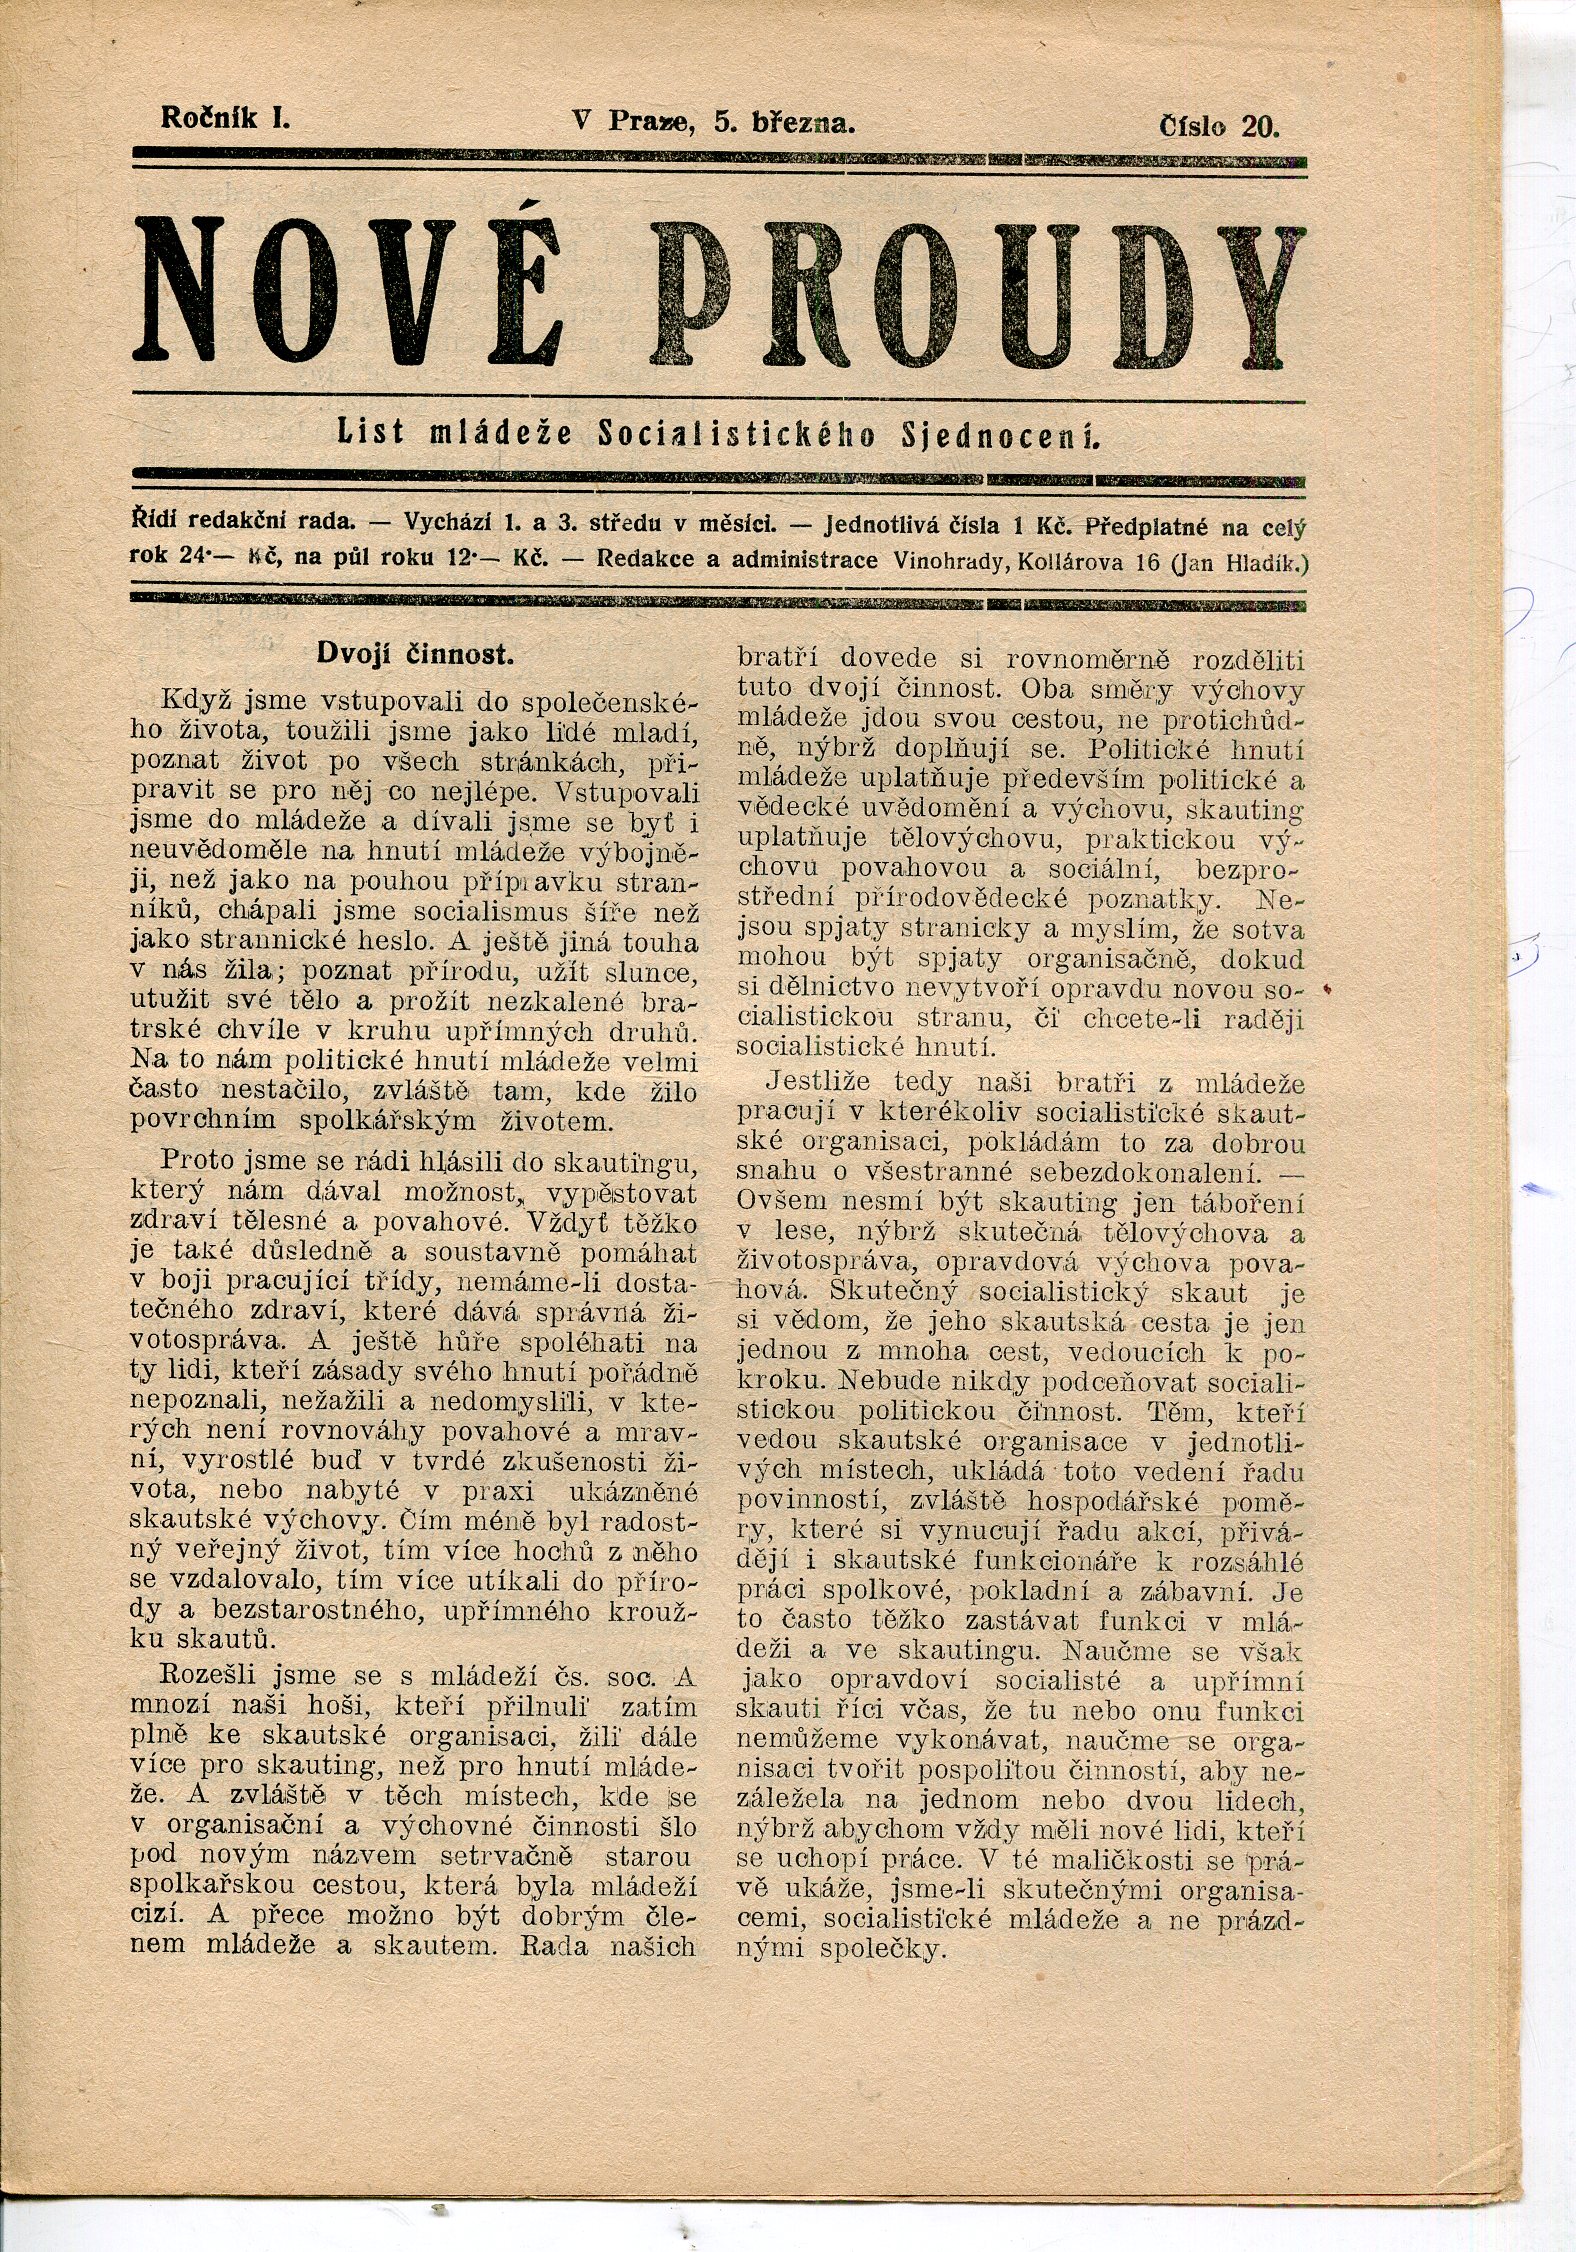 Ročník I.
V Praze, 5. března.
Číslo 20.
NOVÉ PROUDY
List mládeže Socialistického Sjednocení.
Řídí redakční rada. — Vychází 1. a 3. středu v měsíci. — Jednotlivá čísla 1 Kč. Předplatné na celý
rok 24·— Kč, na půl roku 12·— Kč. — Redakce a administrace Vinohrady, Kollárova 16 (Jan Hladík.)
Dvojí činnost.
Když jsme vstupovali do společenské-
ho života, toužili jsme jako lidé mladí,
poznat život po všech stránkách, při-
pravit se pro něj co nejlépe. Vstupovali
jsme do mládeže a dívali jsme se byť i
neuvědoměle na hnutí mládeže výbojně-
ji, než jako na pouhou přípravku stran-
níků, chápali jsme socialismus šíře než
jako strannické heslo. A ještě jiná touha
v nás žila; poznat přírodu, užít slunce,
utužit své tělo a prožít nezkalené bra-
trské chvíle v kruhu upřímných druhů.
Na to nám politické hnutí mládeže velmi
často nestačilo, zvláště tam, kde žilo
povrchním spolkářským životem.
Proto jsme se rádi hlásili do skautingu,
který nám dával možnost, vypěstovat
zdraví tělesné a povahové. Vždyť těžko
je také důsledně a soustavně pomáhat
v boji pracující třídy, nemáme-li dosta-
tečného zdraví, které dává správná ži-
votospráva. A ještě hůře spoléhati na
ty lidi, kteří zásady svého hnutí pořádně
nepoznali, nežažili a nedomyslili, v kte-
rých není rovnováhy povahové a mrav-
ní, vyrostlé buď v tvrdé zkušenosti ži-
vota, nebo nabyté v praxi ukázněné
skautské výchovy. Čím méně byl radost-
ný veřejný život, tím více hochů z něho
se vzdalovalo, tím více utíkali do příro-
dy a bezstarostného, upřímného krouž-
ku skautů.
Rozešli jsme se s mládeží čs. soc. A
mnozí naši hoši, kteří přilnuli zatím
plně ke skautské organisaci, žili dále
více pro skauting, než pro hnutí mláde-
že. A zvláště v těch místech, kde se
v organisační a výchovné činnosti šlo
pod novým názvem setrvačně starou
spolkařskou cestou, která byla mládeží
cizí. A přece možno být dobrým čle-
nem mládeže a skautem. Rada našich
bratří dovede si rovnoměrně rozděliti
tuto dvojí činnost. Oba směry výchovy
mládeže jdou svou cestou, ne protichůd-
ně, nýbrž doplňují se. Politické hnutí
mládeže uplatňuje především politické a
vědecké uvědomění a výchovu, skauting
uplatňuje tělovýchovu, praktickou vý-
chovu povahovou a sociální, bezpro-
střední přírodovědecké poznatky. Ne-
jsou spjaty stranicky a myslím, že sotva
mohou být spjaty organisačně, dokud
si dělnictvo nevytvoří opravdu novou so-
cialistickou stranu, či chcete-li raději
socialistické hnutí.
Jestliže tedy naši bratři z mládeže
pracují v kterékoliv socialistické skaut-
ské organisaci, pokládám to za dobrou
snahu o všestranné sebezdokonalení. —
Ovšem nesmí být skauting jen táboření
v lese, nýbrž skutečná tělovýchova a
životospráva, opravdová výchova pova-
hová. Skutečný socialistický skaut je
si vědom, že jeho skautská cesta je jen
jednou z mnoha cest, vedoucích k po-
kroku. Nebude nikdy podceňovat sociali-
stickou politickou činnost. Těm, kteří
vedou skautské organisace v jednotli-
vých místech, ukládá toto vedení řadu
povinností, zvláště hospodářské pomě-
ry, které si vynucují řadu akcí, přivá-
dějí i skautské funkcionáře k rozsáhlé
práci spolkové, pokladní a zábavní. Je
to často těžko zastávat funkci v mlá-
deži a ve skautingu. Naučme se však
jako opravdoví socialisté a upřímní
skauti říci včas, že tu nebo onu funkci
nemůžeme vykonávat, naučme se orga-
nisaci tvořit pospolitou činností, aby ne-
záležela na jednom nebo dvou lidech,
nýbrž abychom vždy měli nové lidi, kteří
se uchopí práce. V té maličkosti se prá-
vě ukáže, jsme-li skutečnými organisa-
cemi, socialistické mládeže a ne prázd-
nými společky.